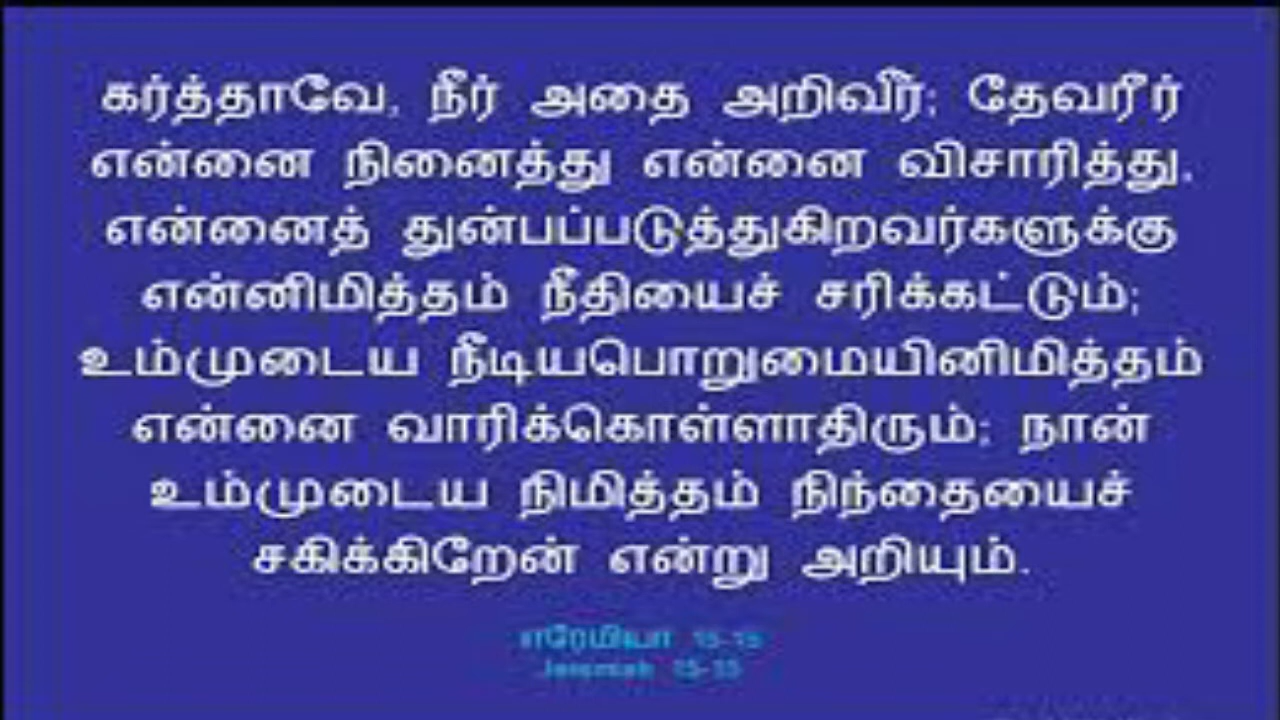 கர்த்தாவே, நீர் அதை அறிவீர்; தேவரீர்
என்னை நினைத்து என்னை விசாரித்து,
என்னைத் துன்பப்படுத்துகிறவர்களுக்கு
என்னிமித்தம் நீதியைச் சரிக்கட்டும்;
உம்முடைய நீடியபொறுமையினிமித்தம்
என்னை வாரிக்கொள்ளாதிரும்; நான்
உம்முடைய நிமித்தம் நிந்தையைச்
சகிக்கிறேன் என்று அறியும்.
எரேமியா 15-15
Jeremiah 15-15